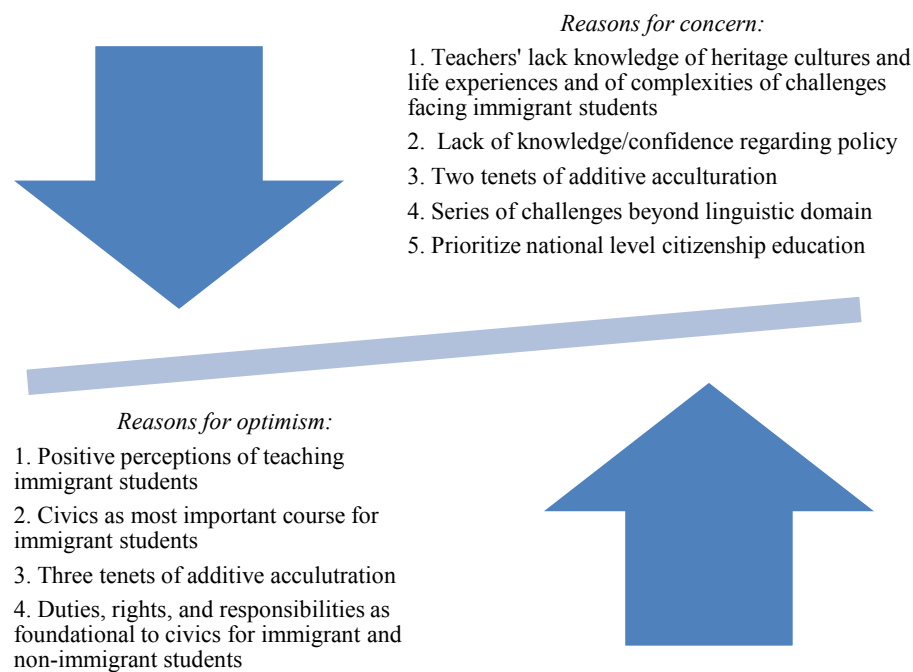 Reasons for concern:
1. Teachers' lack knowledge of heritage cultures and
life experiences and of complexities of challenges
facing immigrant students
2. Lack of knowledge/confidence regarding policy
3. Two tenets of additive acculturation
4. Series of challenges beyond linguistic domain
5. Prioritize national level citizenship education
Reasons for optimism:
1. Positive perceptions of teaching
immigrant students
2. Civics as most important course for
immigrant students
3. Three tenets of additive acculutration
4. Duties, rights, and responsibilities as
foundational to civics for immigrant and
non-immigrant students